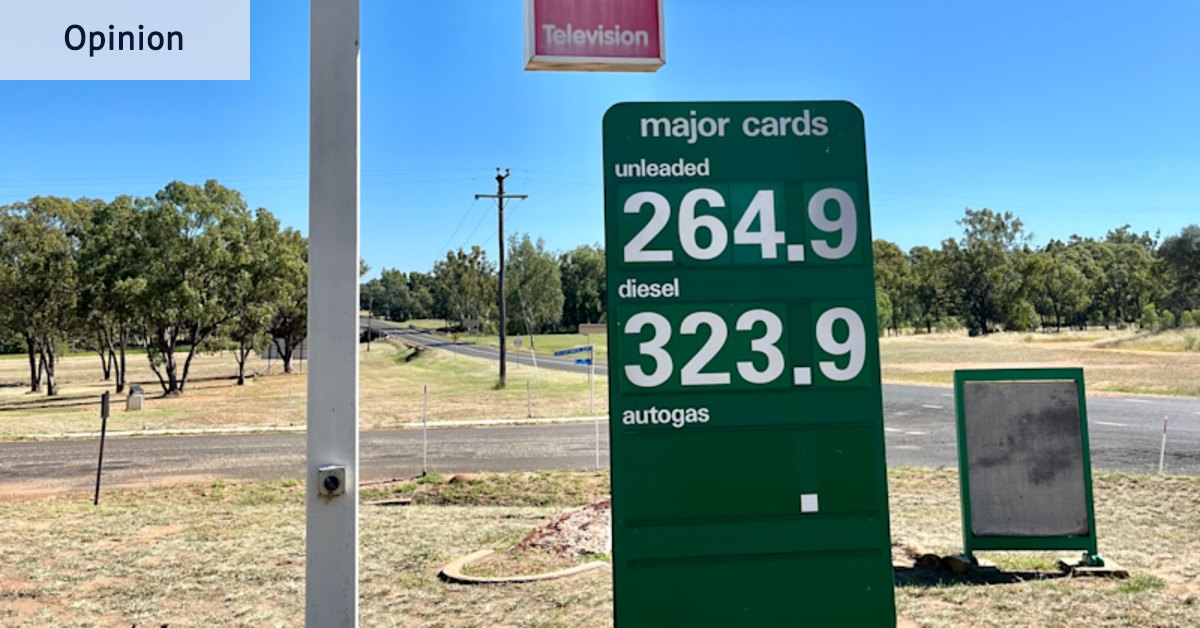 Opinion
Television
major cards
unleaded
264.9
diesel
323.9
autogas
.